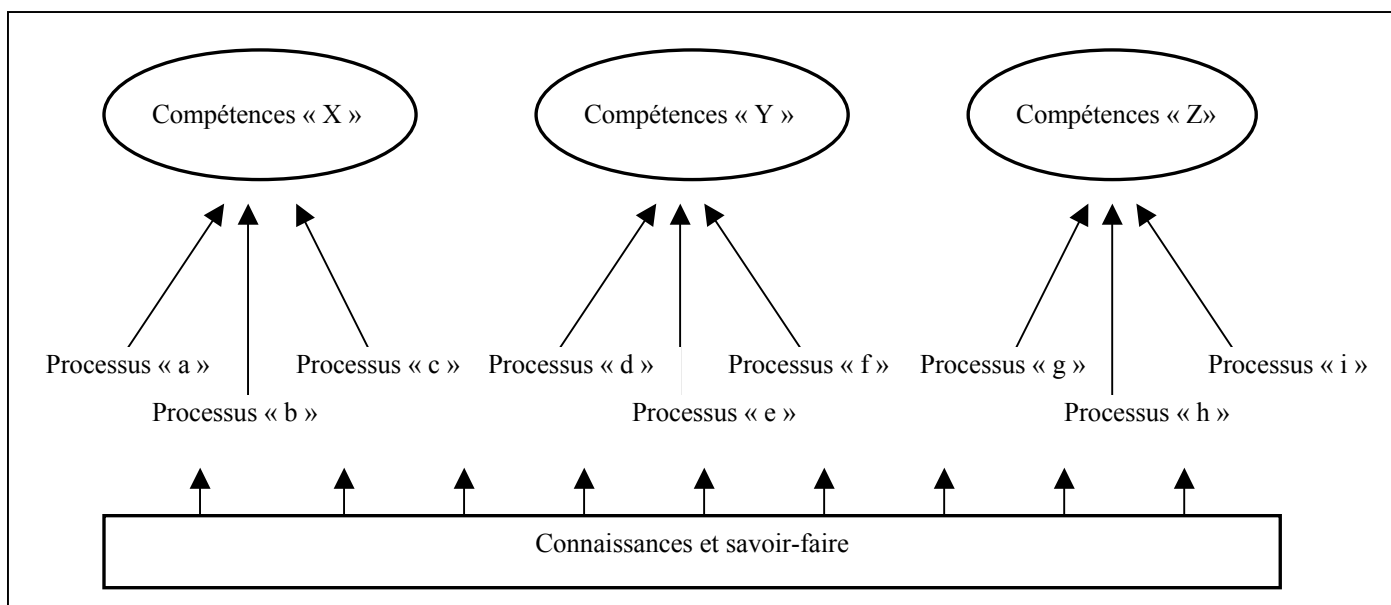 Compétences « X »
Compétences « Y »
Compétences « Z»
Processus « a »
Processus « c »
Processus « d »
Processus « f »
Processus « g »
Processus « i »
Processus « b »
Processus « e »
Processus « h »
Connaissances et savoir-faire